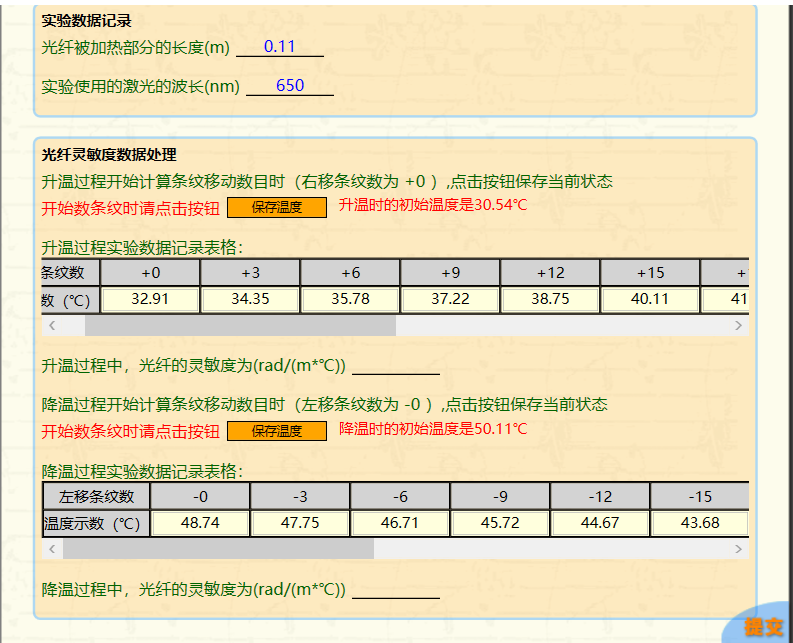 实验数据记录
光纤被加热部分的长度(m) 0.11
实验使用的激光的波长(nm) 650
光纤灵敏度数据处理
升温过程开始计算条纹移动数目时（右移条纹数为 +0 ）,点击按钮保存当前状态
开始数条纹时请点击按钮 保存温度 升温时的初始温度是30.54℃
升温过程实验数据记录表格：
条纹数 +0 +3 +6 +9 +12 +15 +
数（℃） 32.91 34.35 35.78 37.22 38.75 40.11 41
升温过程中，光纤的灵敏度为(rad/(m*℃))
降温过程开始计算条纹移动数目时（左移条纹数为 -0 ）,点击按钮保存当前状态
开始数条纹时请点击按钮 保存温度 降温时的初始温度是50.11℃
降温过程实验数据记录表格：
左移条纹数 -0 -3 -6 -9 -12 -15
温度示数（℃） 48.74 47.75 46.71 45.72 44.67 43.68
降温过程中，光纤的灵敏度为(rad/(m*℃))
提交